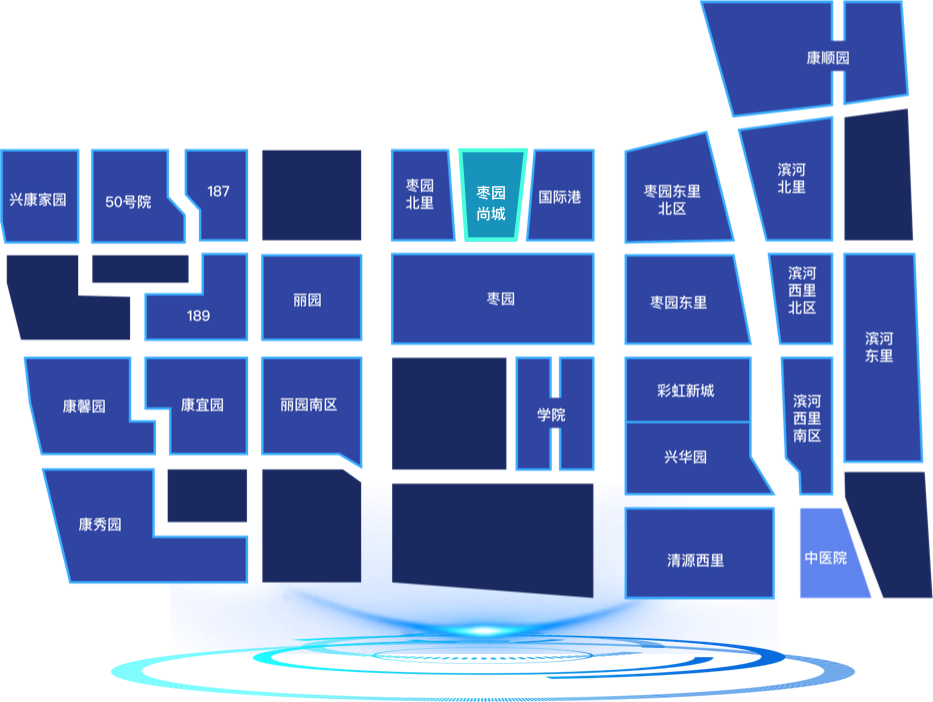 康顺园
兴康家园
50号院
187
枣园
北里
枣园
尚城
国际港
枣园东里
北区
滨河
北里
189
丽园
枣园
枣园东里
滨河
西里
北区
滨河
东里
康馨园
康宜园
丽园南区
学院
彩虹新城
兴华园
滨河
西里
南区
康秀园
清源西里
中医院